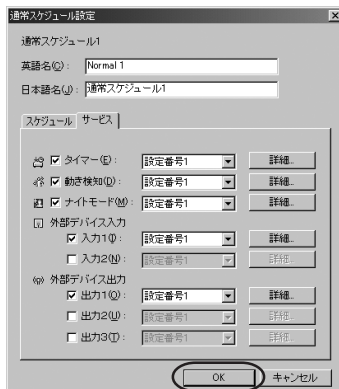 通常スケジュール設定
通常スケジュール1
英語名(C): Normal 1
日本語名(J): 通常スケジュール1
スケジュール サービス
タイマー(E): 設定番号1 詳細...
動き検知(D): 設定番号1 詳細...
ナイトモード(M): 設定番号1 詳細...
外部デバイス入力
入力1(I): 設定番号1 詳細...
入力2(N): 設定番号1 詳細...
外部デバイス出力
出力1(O): 設定番号1 詳細...
出力2(U): 設定番号1 詳細...
出力3(T): 設定番号1 詳細...
OK キャンセル